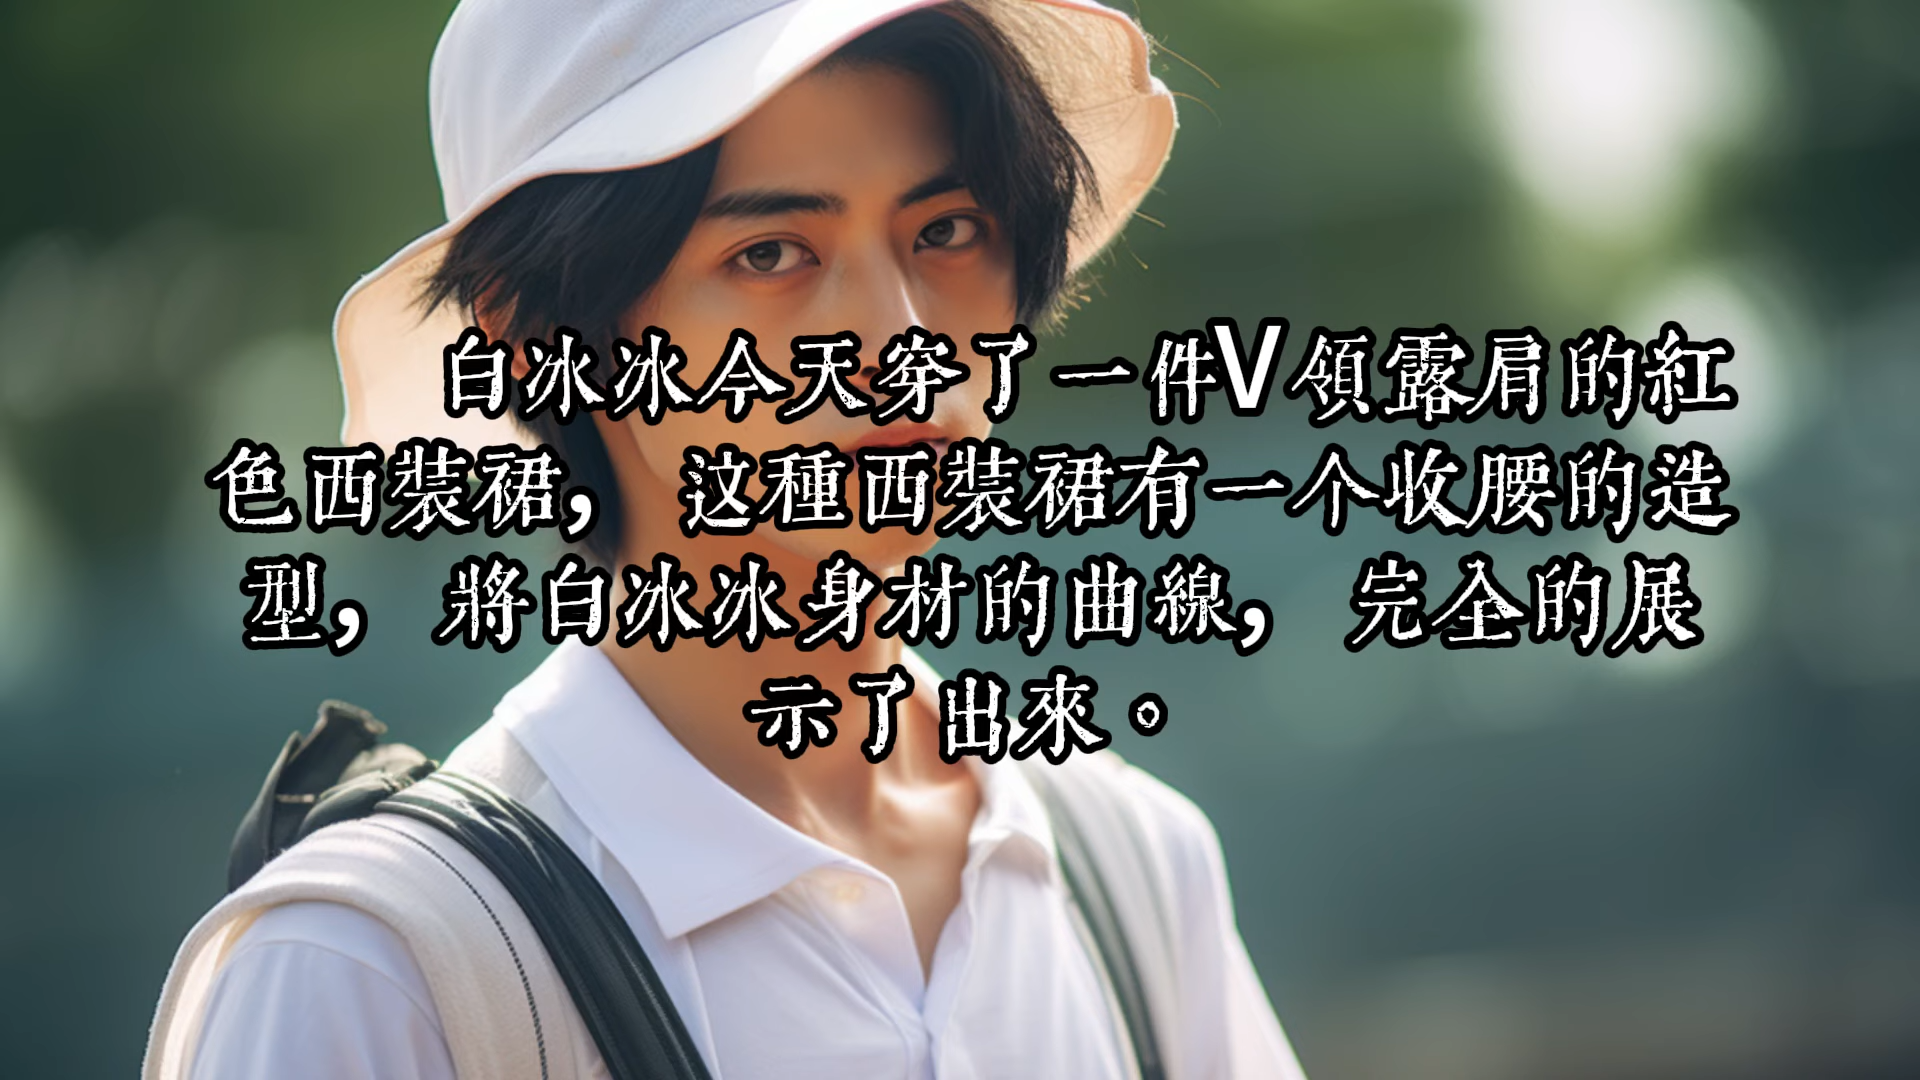 白冰冰今天穿了一件V領露肩的紅
色西裝裙, 这種西裝裙有一个收腰的造
型, 將白冰冰身材的曲線, 完全的展
示了出來。